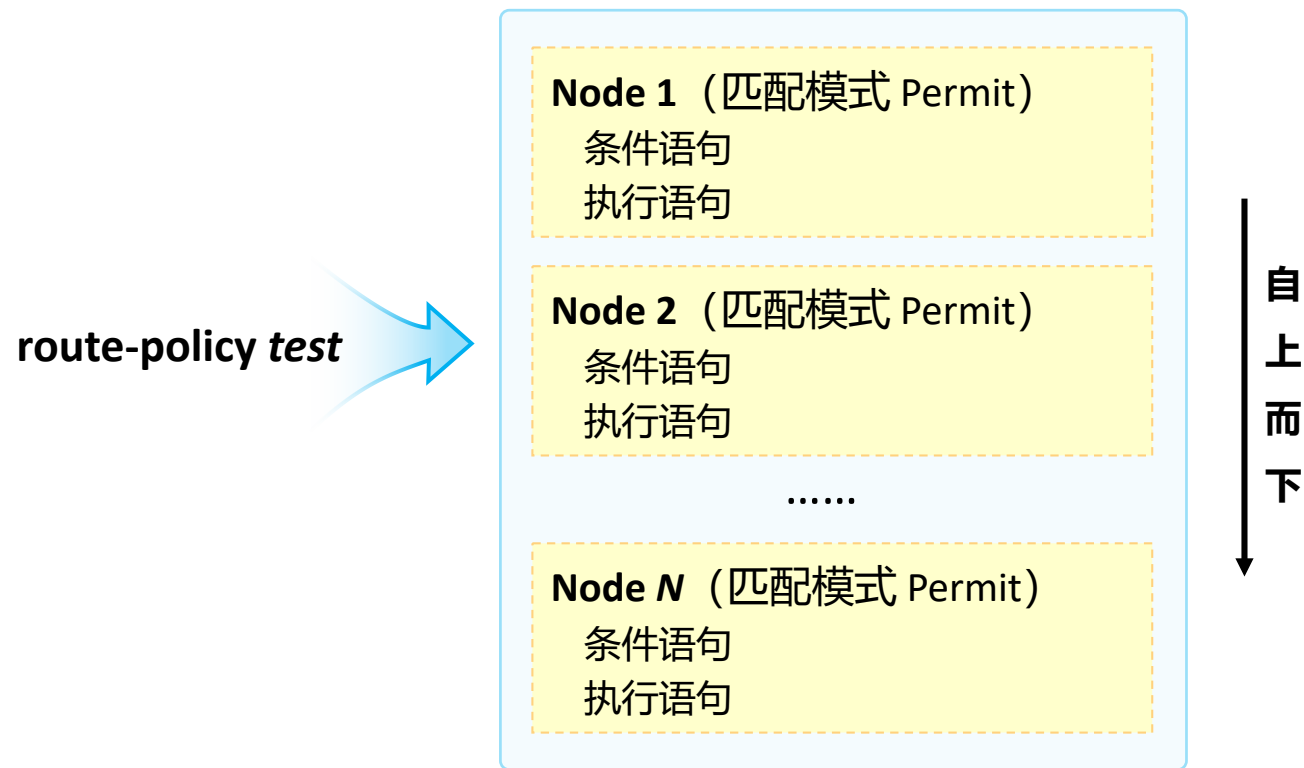 route-policy test
Node 1（匹配模式 Permit）
条件语句
执行语句
Node 2（匹配模式 Permit）
条件语句
执行语句
……
Node N（匹配模式 Permit）
条件语句
执行语句
自
上
而
下